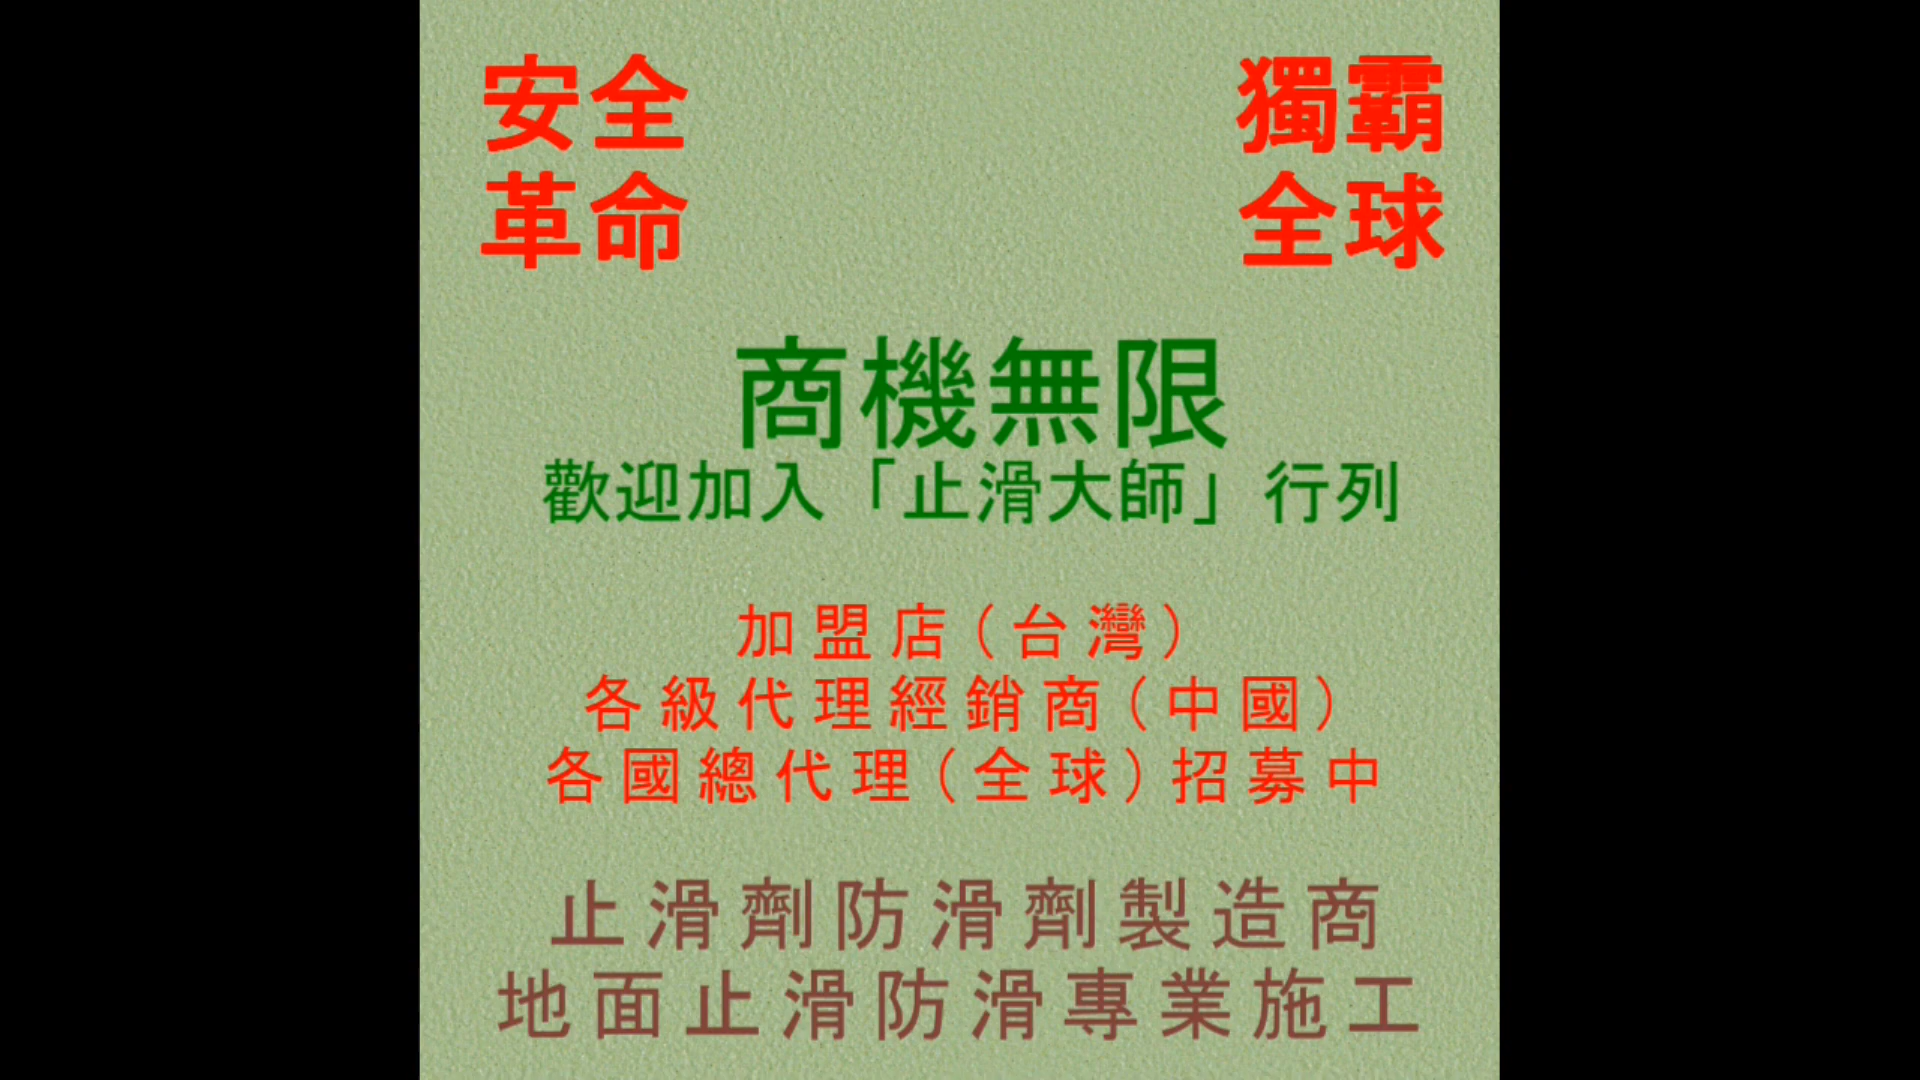 安全
革命
獨霸
全球
商機無限
歡迎加入「止滑大師」行列
加盟店(台灣)
各級代理經銷商(中國)
各國總代理(全球)招募中
止滑劑防滑劑製造商
地面止滑防滑專業施工